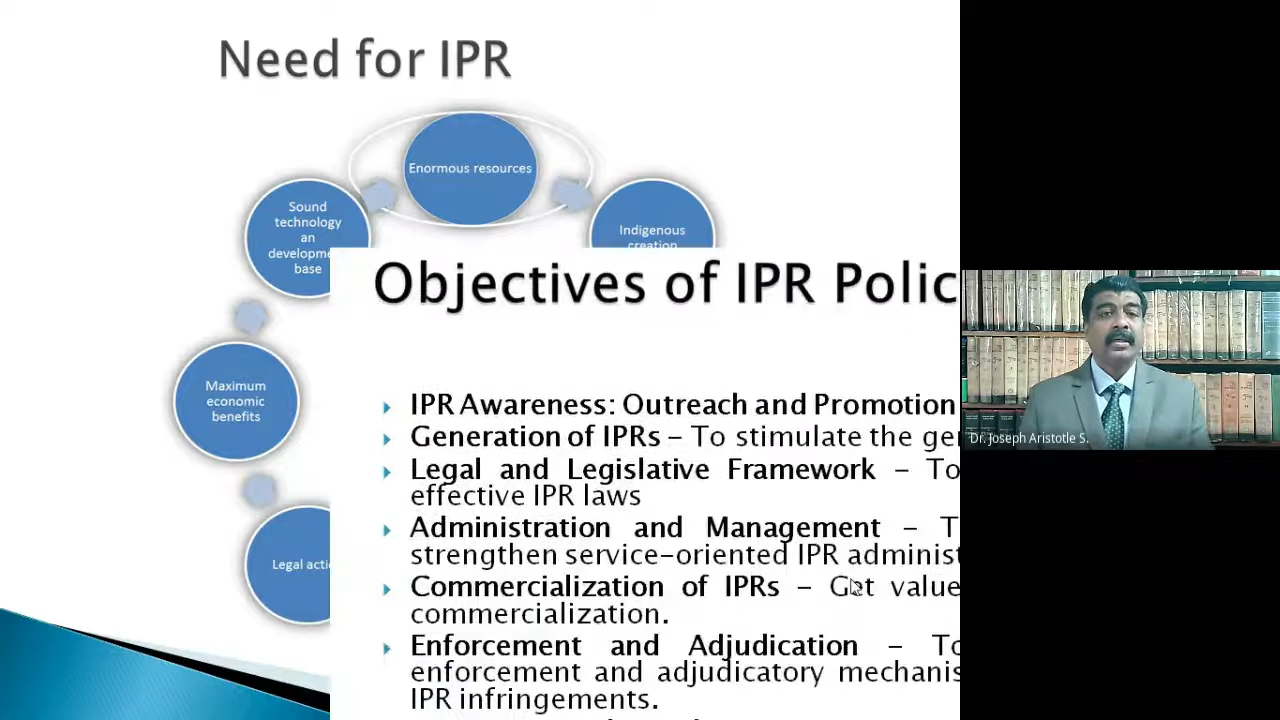 Need for IPR
Enormous resources
Sound
technology
an
developme
base
Indigenous
creation
Maximum
economic
benefits
Legal acti
Objectives of IPR Polic
IPR Awareness: Outreach and Promotion
Generation of IPRs – To stimulate the ge
Legal and Legislative Framework – To
effective IPR laws
Administration and Management – T
strengthen service-oriented IPR administ
Commercialization of IPRs – Get value
commercialization.
Enforcement and Adjudication – To
enforcement and adjudicatory mechanis
IPR infringements.
Dr. Joseph Aristotle S.